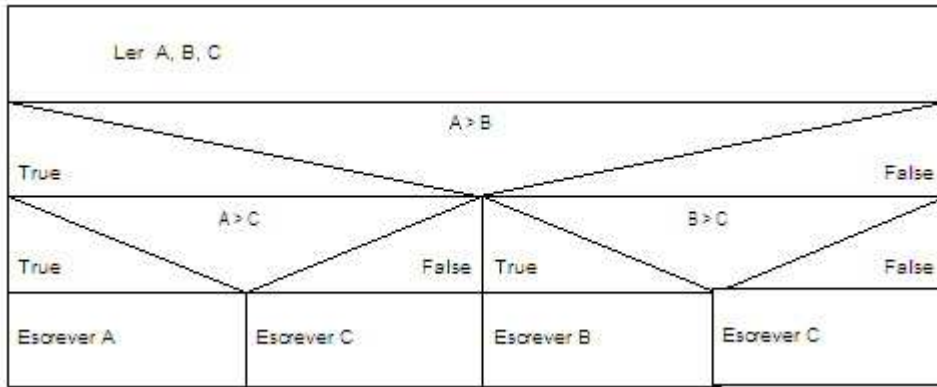 Ler A, B, C
A > B
True
False
A > C
B > C
True
False
True
False
Escrever A
Escrever C
Escrever B
Escrever C